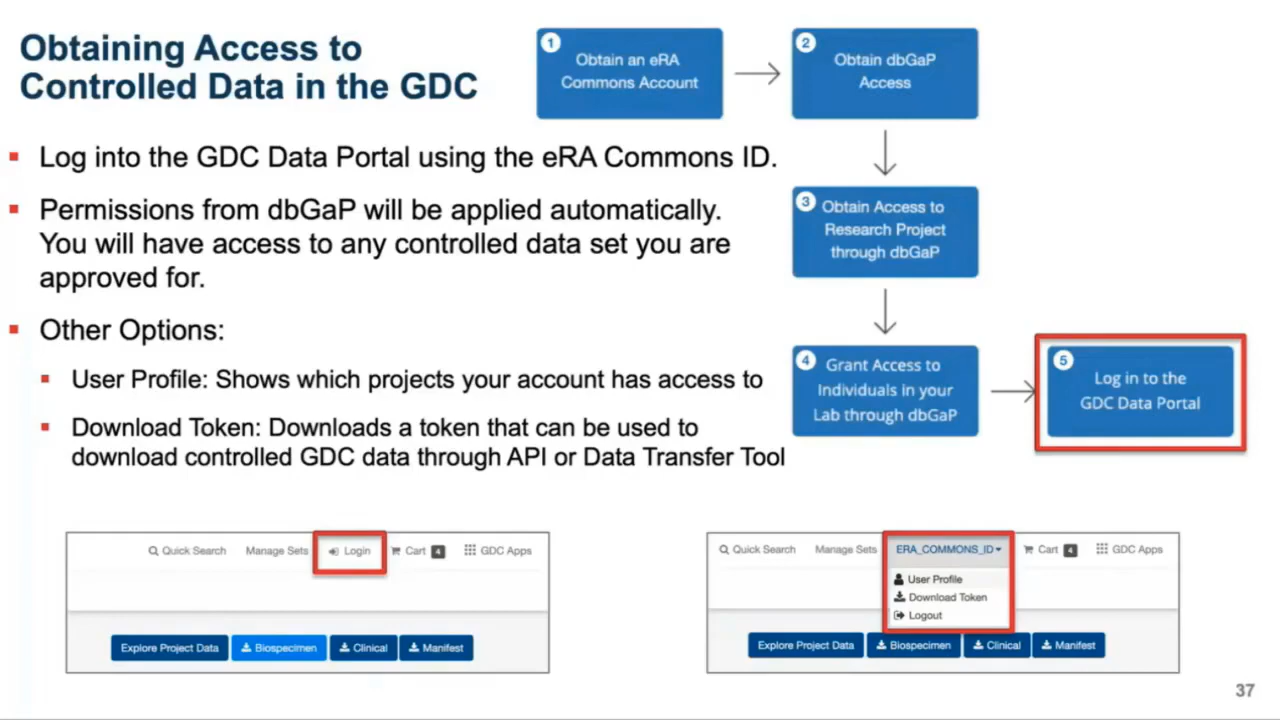 Obtaining Access to
Controlled Data in the GDC
Log into the GDC Data Portal using the eRA Commons ID.
Permissions from dbGaP will be applied automatically.
You will have access to any controlled data set you are
approved for.
Other Options:
User Profile: Shows which projects your account has access to
Download Token: Downloads a token that can be used to
download controlled GDC data through API or Data Transfer Tool
1
Obtain an eRA
Commons Account
2
Obtain dbGaP
Access
3
Obtain Access to
Research Project
through dbGaP
4
Grant Access to
Individuals in your
Lab through dbGaP
5
Log in to the
GDC Data Portal
Quick Search Manage Sets Login Cart 4 GDC Apps
Explore Project Data Biospecimen Clinical Manifest
Quick Search Manage Sets ERA_COMMONS_ID Cart 4 GDC Apps
User Profile
Download Token
Logout
Explore Project Data Biospecimen Clinical Manifest
37